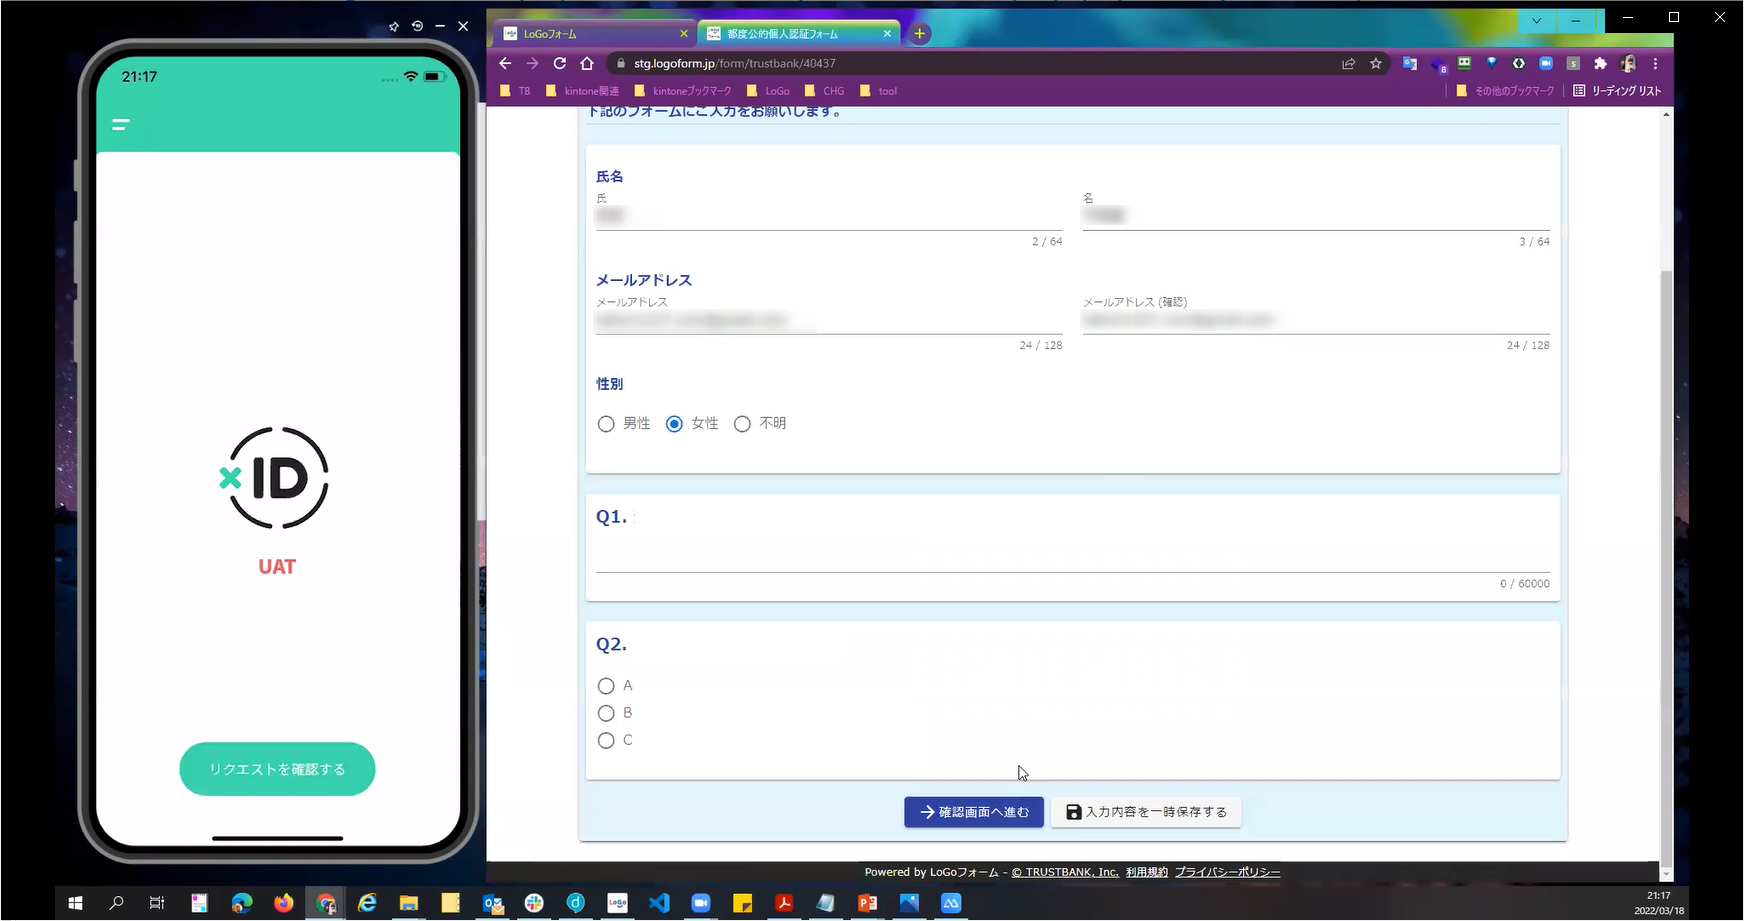 21:17
xID
UAT
リクエストを確認する
LoGoフォーム
都度公的個人認証フォーム
stg.logoform.jp/form/trustbank/40437
TB
kintone関連
kintoneブックマーク
LoGo
CHG
tool
その他のブックマーク
リーディング リスト
下記のフォームにご入力をお願いします。
氏名
氏
名
2 / 64
3 / 64
メールアドレス
メールアドレス
メールアドレス (確認)
24 / 128
24 / 128
性別
男性
女性
不明
Q1.
0 / 60000
Q2.
A
B
C
確認画面へ進む
入力内容を一時保存する
Powered by LoGoフォーム - © TRUSTBANK, Inc. 利用規約 プライバシーポリシー
21:17
2022/03/18